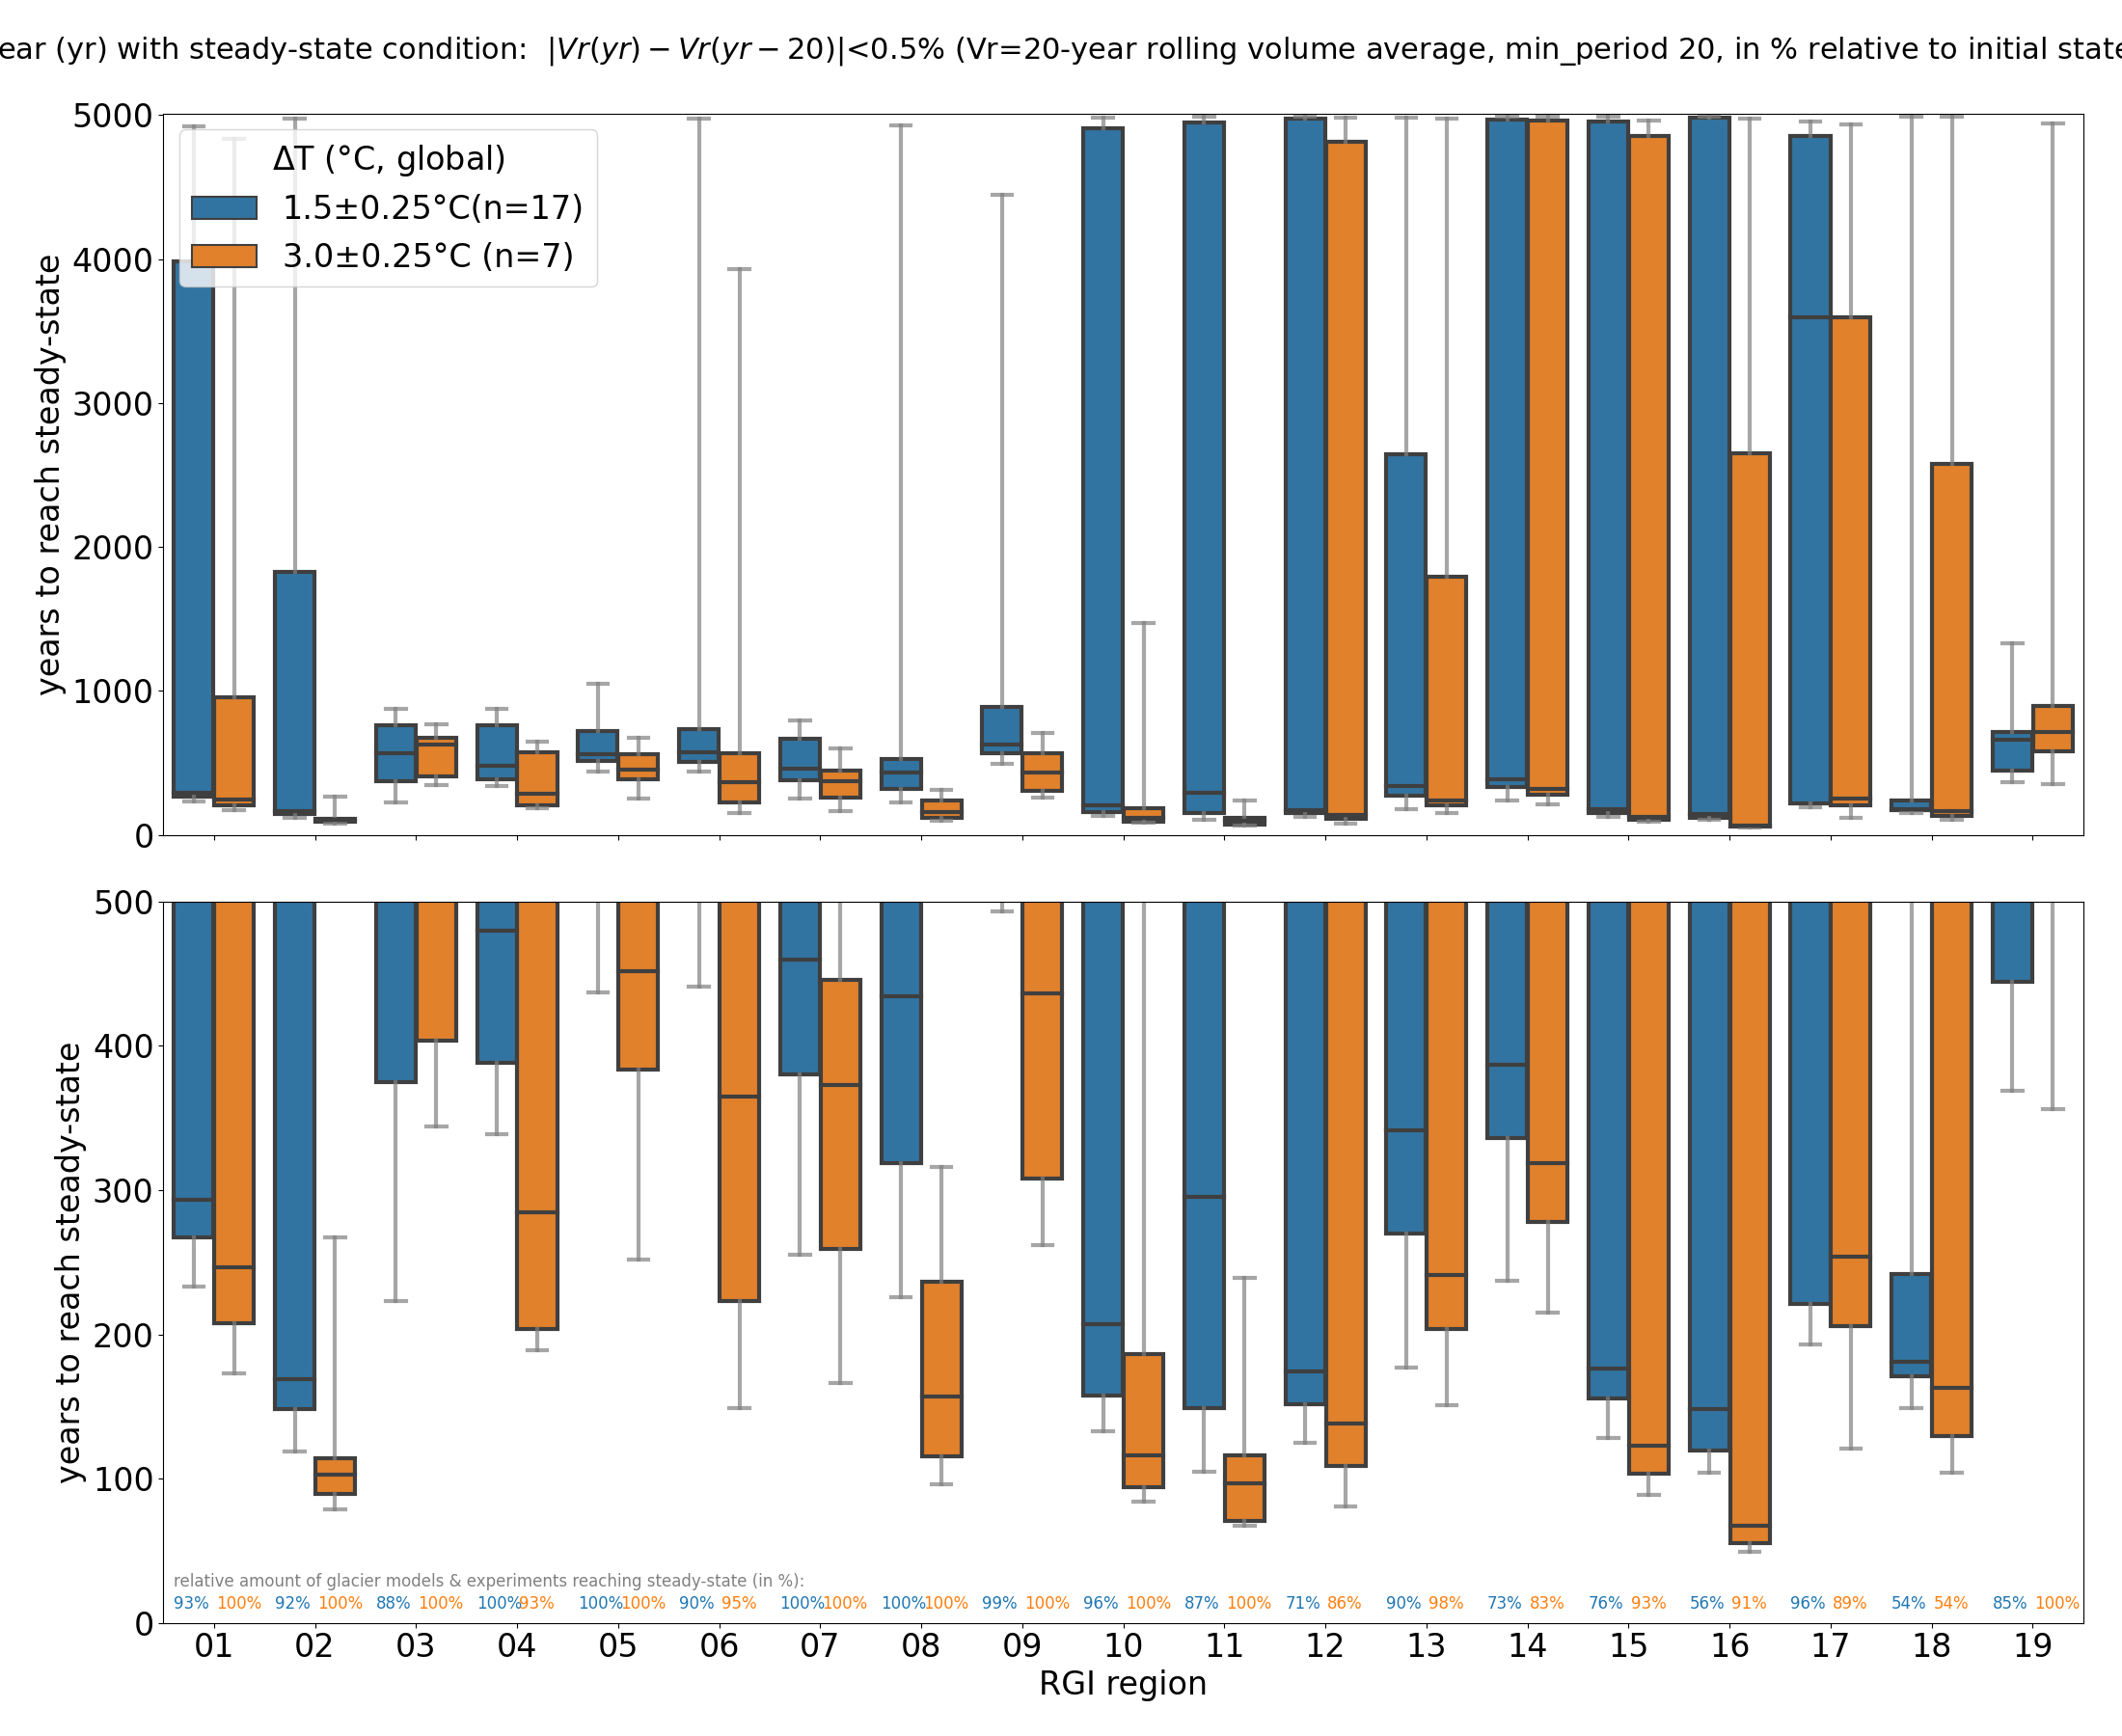 ear (yr) with steady-state condition: |Vr(yr) − Vr(yr − 20)|<0.5% (Vr=20-year rolling volume average, min_period 20, in % relative to initial state
5000
4000
3000
2000
1000
0
years to reach steady-state
ΔT (°C, global)
1.5±0.25°C(n=17)
3.0±0.25°C (n=7)
500
400
300
200
100
0
years to reach steady-state
relative amount of glacier models & experiments reaching steady-state (in %):
93% 100% 92% 100% 88% 100% 100% 93% 100% 100% 90% 95% 100% 100% 100% 100% 99% 100% 96% 100% 87% 100% 71% 86% 90% 98% 73% 83% 76% 93% 56% 91% 96% 89% 54% 54% 85% 100%
01 02 03 04 05 06 07 08 09 10 11 12 13 14 15 16 17 18 19
RGI region